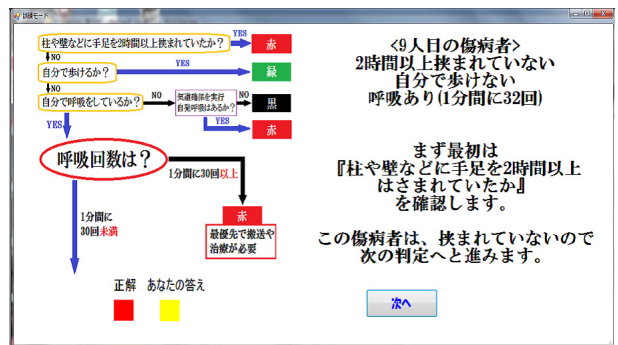 訓練モード
柱や壁などに手足を2時間以上挟まれていたか？
YES
赤
NO
自分で歩けるか？
YES
緑
NO
自分で呼吸をしているか？
NO
気道確保を実行
自発呼吸はあるか？
NO
黒
YES
YES
赤
呼吸回数は？
1分間に30回以上
1分間に
30回未満
赤
最優先で搬送や
治療が必要
正解
あなたの答え
<9人目の傷病者>
2時間以上挟まれていない
自分で歩けない
呼吸あり(1分間に32回)
まず最初は
『柱や壁などに手足を2時間以上
はさまれていたか』
を確認します。
この傷病者は、挟まれていないので
次の判定へと進みます。
次へ